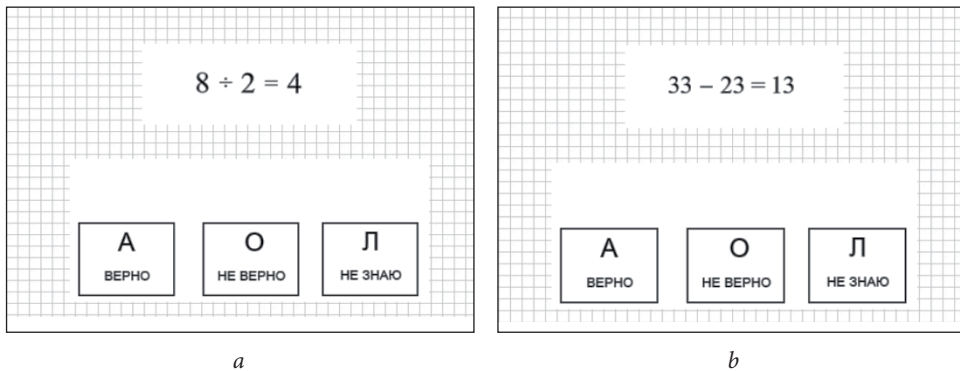 8 ÷ 2 = 4
А О Л
ВЕРНО НЕ ВЕРНО НЕ ЗНАЮ
a
33 – 23 = 13
А О Л
ВЕРНО НЕ ВЕРНО НЕ ЗНАЮ
b